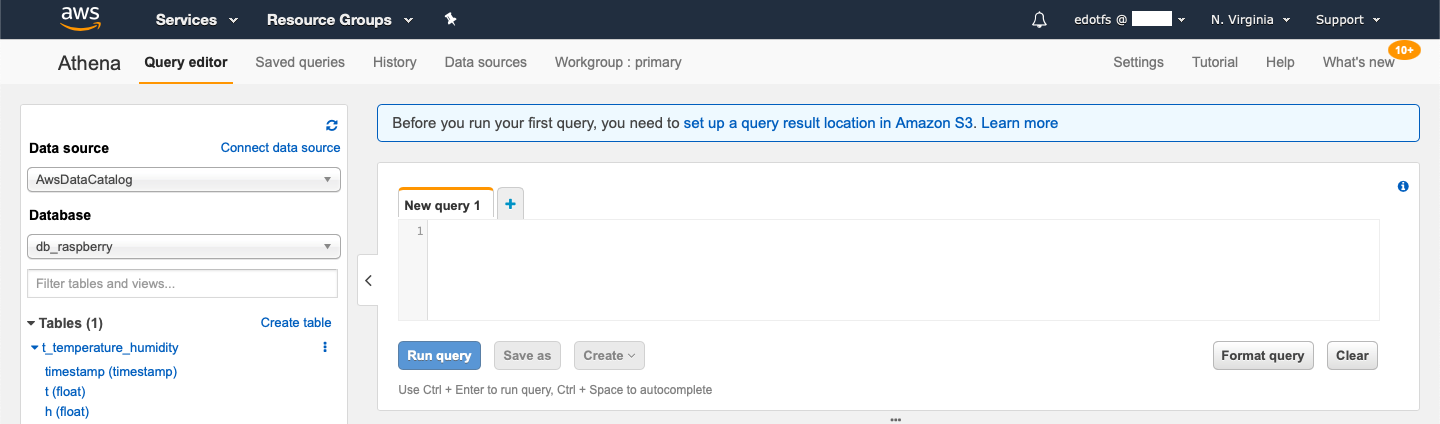 aws Services Resource Groups edotfs @ N. Virginia Support
Athena Query editor Saved queries History Data sources Workgroup : primary Settings Tutorial Help What's new 10+
Data source Connect data source
AwsDataCatalog
Database
db_raspberry
Filter tables and views...
Tables (1) Create table
t_temperature_humidity
timestamp (timestamp)
t (float)
h (float)
Before you run your first query, you need to set up a query result location in Amazon S3. Learn more
New query 1 +
1
Run query Save as Create Format query Clear
Use Ctrl + Enter to run query, Ctrl + Space to autocomplete